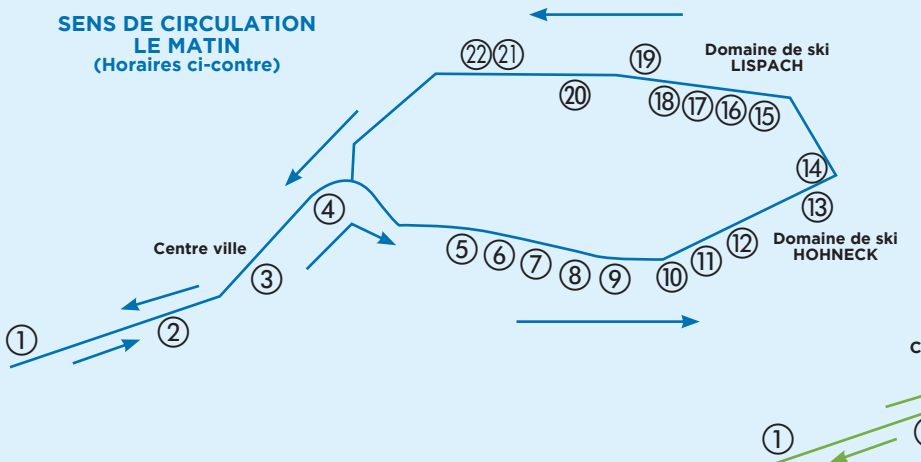 SENS DE CIRCULATION
LE MATIN
(Horaires ci-contre)
22 21
19
Domaine de ski
LISPACH
20
18 17 16 15
14
4
13
Centre ville
3
5 6 7 8 9 10 11 12
Domaine de ski
HOHNECK
1
2
C
1